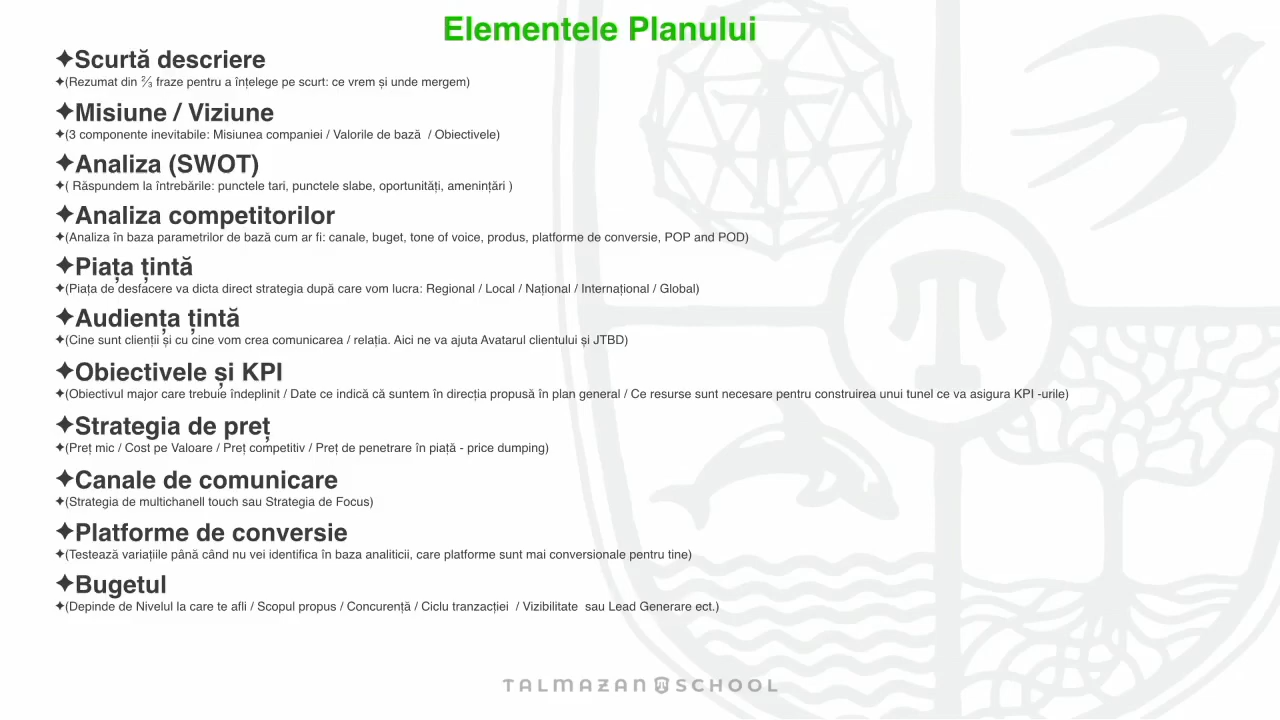 Elementele Planului
✦Scurtă descriere
✦(Rezumat din ⅔ fraze pentru a înțelege pe scurt: ce vrem și unde mergem)
✦Misiune / Viziune
✦(3 componente inevitabile: Misiunea companiei / Valorile de bază / Obiectivele)
✦Analiza (SWOT)
✦( Răspundem la întrebările: punctele tari, punctele slabe, oportunități, amenințări )
✦Analiza competitorilor
✦(Analiza în baza parametrilor de bază cum ar fi: canale, buget, tone of voice, produs, platforme de conversie, POP and POD)
✦Piața țintă
✦(Piața de desfacere va dicta direct strategia după care vom lucra: Regional / Local / Național / Internațional / Global)
✦Audiența țintă
✦(Cine sunt clienții și cu cine vom crea comunicarea / relația. Aici ne va ajuta Avatarul clientului și JTBD)
✦Obiectivele și KPI
✦(Obiectivul major care trebuie îndeplinit / Date ce indică că suntem în direcția propusă în plan general / Ce resurse sunt necesare pentru construirea unui tunel ce va asigura KPI -urile)
✦Strategia de preț
✦(Preț mic / Cost pe Valoare / Preț competitiv / Preț de penetrare în piață - price dumping)
✦Canale de comunicare
✦(Strategia de multichanell touch sau Strategia de Focus)
✦Platforme de conversie
✦(Testează variațiile până când nu vei identifica în baza analiticii, care platforme sunt mai conversionale pentru tine)
✦Bugetul
✦(Depinde de Nivelul la care te afli / Scopul propus / Concurență / Ciclu tranzacției / Vizibilitate sau Lead Generare ect.)
TALMAZAN SCHOOL